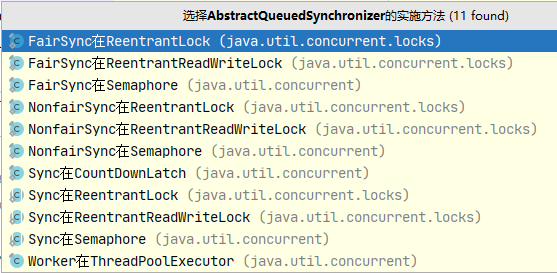 选择AbstractQueuedSynchronizer的实施方法 (11 found)
FairSync在ReentrantLock (java.util.concurrent.locks)
FairSync在ReentrantReadWriteLock (java.util.concurrent.locks)
FairSync在Semaphore (java.util.concurrent)
NonfairSync在ReentrantLock (java.util.concurrent.locks)
NonfairSync在ReentrantReadWriteLock (java.util.concurrent.locks)
NonfairSync在Semaphore (java.util.concurrent)
Sync在CountDownLatch (java.util.concurrent)
Sync在ReentrantLock (java.util.concurrent.locks)
Sync在ReentrantReadWriteLock (java.util.concurrent.locks)
Sync在Semaphore (java.util.concurrent)
Worker在ThreadPoolExecutor (java.util.concurrent)